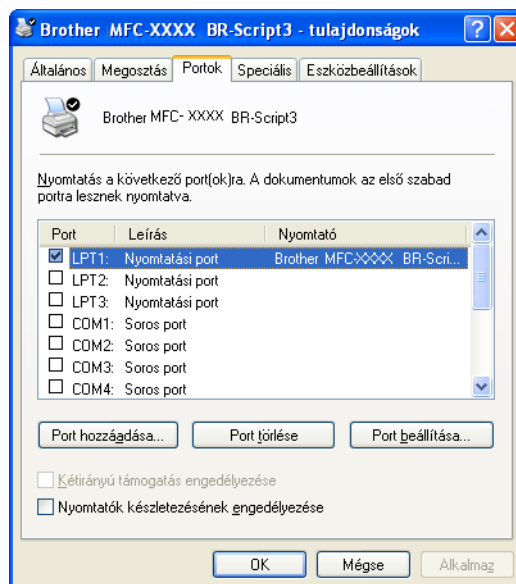 Brother MFC-XXXX BR-Script3 - tulajdonságok
Általános Megosztás Portok Speciális Eszközbeállítások
Brother MFC- XXXX BR-Script3
Nyomtatás a következő port(ok)ra. A dokumentumok az első szabad
portra lesznek nyomtatva.
Port Leírás Nyomtató
LPT1: Nyomtatási port Brother MFC-XXXX BR-Scri...
LPT2: Nyomtatási port
LPT3: Nyomtatási port
COM1: Soros port
COM2: Soros port
COM3: Soros port
COM4: Soros port
Port hozzáadása... Port törlése Port beállítása...
Kétirányú támogatás engedélyezése
Nyomtatók készletezésének engedélyezése
OK Mégse Alkalmaz